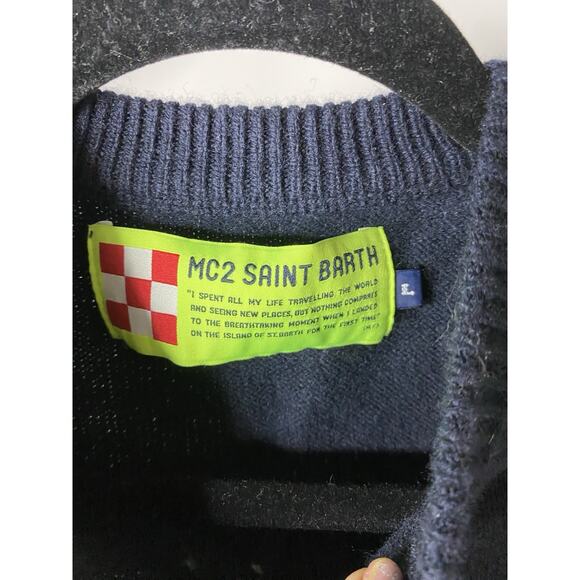 MC2 SAINT BARTH
"I SPENT ALL MY LIFE TRAVELLING THE WORLD
AND SEEING NEW PLACES, BUT NOTHING COMPARES
TO THE BREATHTAKING MOMENT WHEN I LANDED
ON THE ISLAND OF ST.BARTH FOR THE FIRST TIME"
L